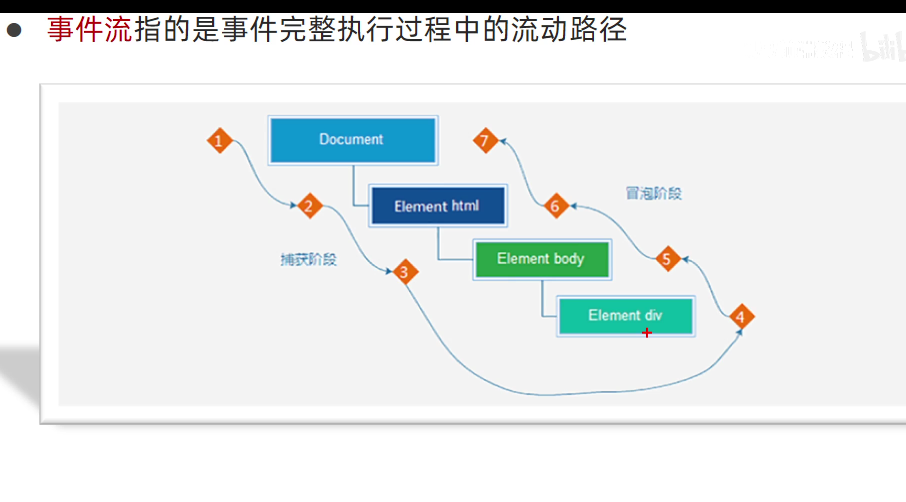 事件流指的是事件完整执行过程中的流动路径
1
Document
7
2
Element html
6
冒泡阶段
捕获阶段
3
Element body
5
Element div
4